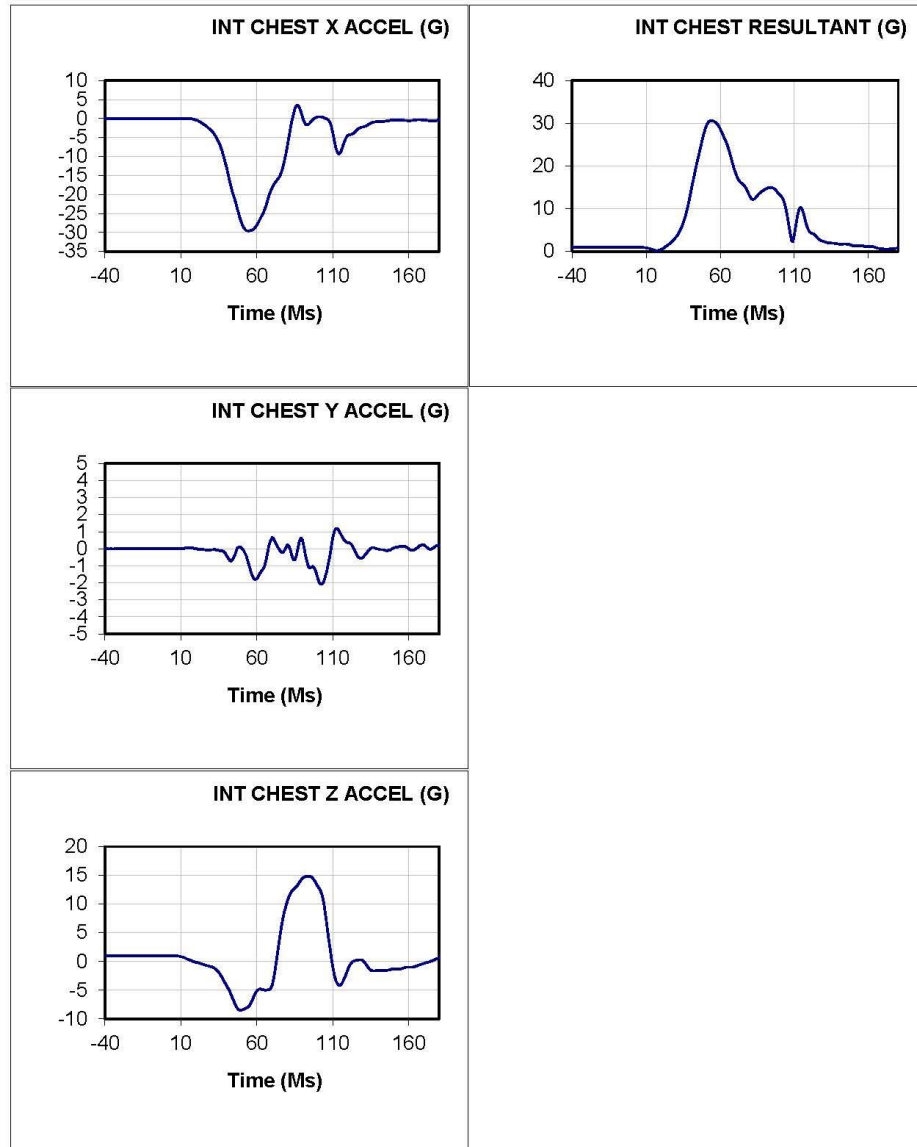 INT CHEST X ACCEL (G)
10
5
0
-5
-10
-15
-20
-25
-30
-35
-40 10 60 110 160
Time (Ms)
INT CHEST RESULTANT (G)
40
30
20
10
0
-40 10 60 110 160
Time (Ms)
INT CHEST Y ACCEL (G)
5
4
3
2
1
0
-1
-2
-3
-4
-5
-40 10 60 110 160
Time (Ms)
INT CHEST Z ACCEL (G)
20
15
10
5
0
-5
-10
-40 10 60 110 160
Time (Ms)